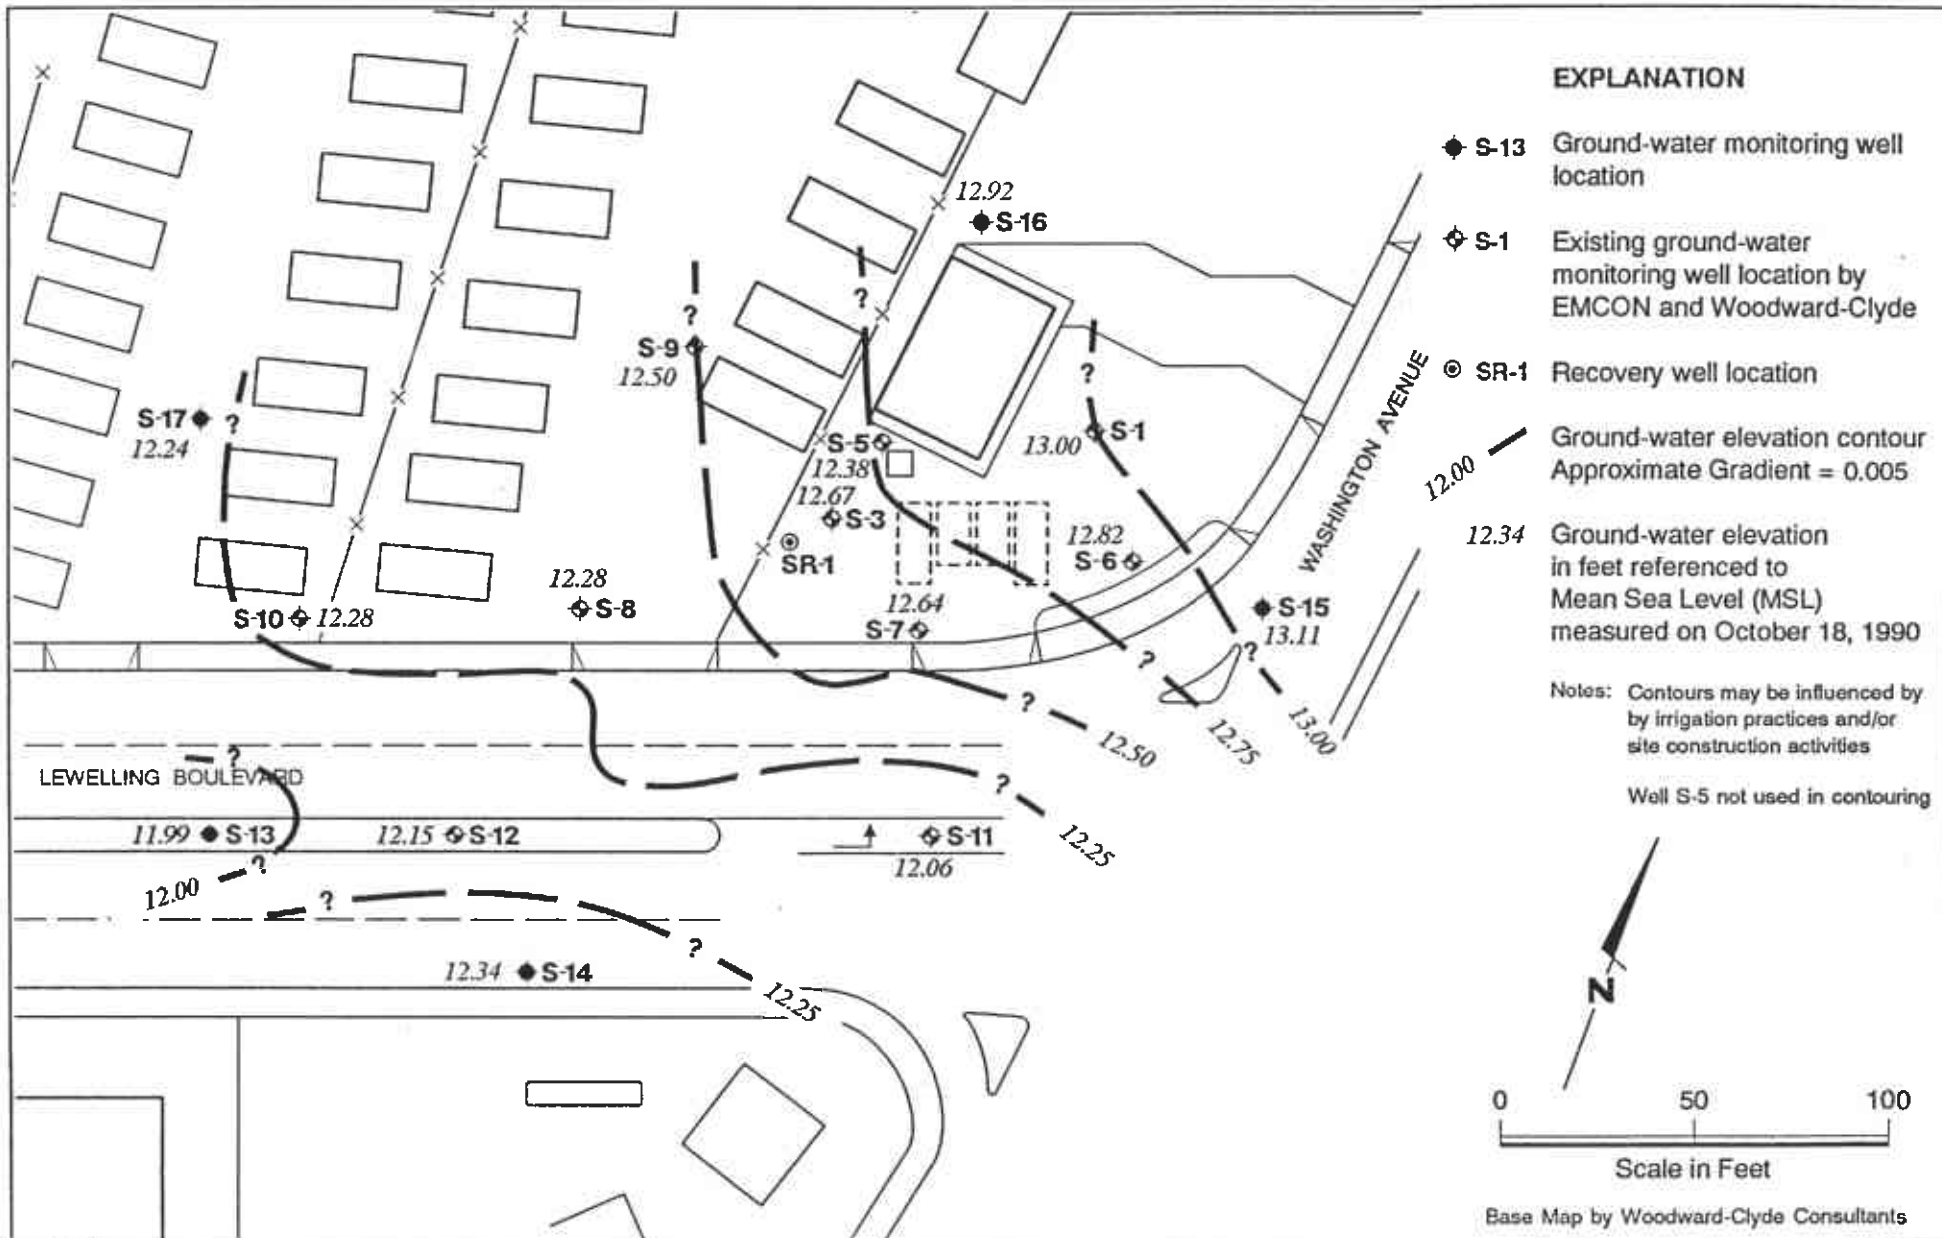 EXPLANATION
S-13 Ground-water monitoring well
location
S-1 Existing ground-water
monitoring well location by
EMCON and Woodward-Clyde
SR-1 Recovery well location
12.00 Ground-water elevation contour
Approximate Gradient = 0.005
12.34 Ground-water elevation
in feet referenced to
Mean Sea Level (MSL)
measured on October 18, 1990
Notes: Contours may be influenced by
by irrigation practices and/or
site construction activities
Well S-5 not used in contouring
12.92
S-16
?
?
S-9
12.50
?
S-17
12.24
?
S-5
12.38
12.67
S-3
SR-1
13.00
S-1
12.82
S-6
WASHINGTON AVENUE
12.28
S-8
S-10 12.28
12.64
S-7
S-15
13.11
?
?
?
12.50
12.75
13.00
?
LEWELLING BOULEVARD
?
12.25
11.99 S-13
12.15 S-12
S-11
12.06
?
12.00
?
?
12.34 S-14
12.25
N
0 50 100
Scale in Feet
Base Map by Woodward-Clyde Consultants